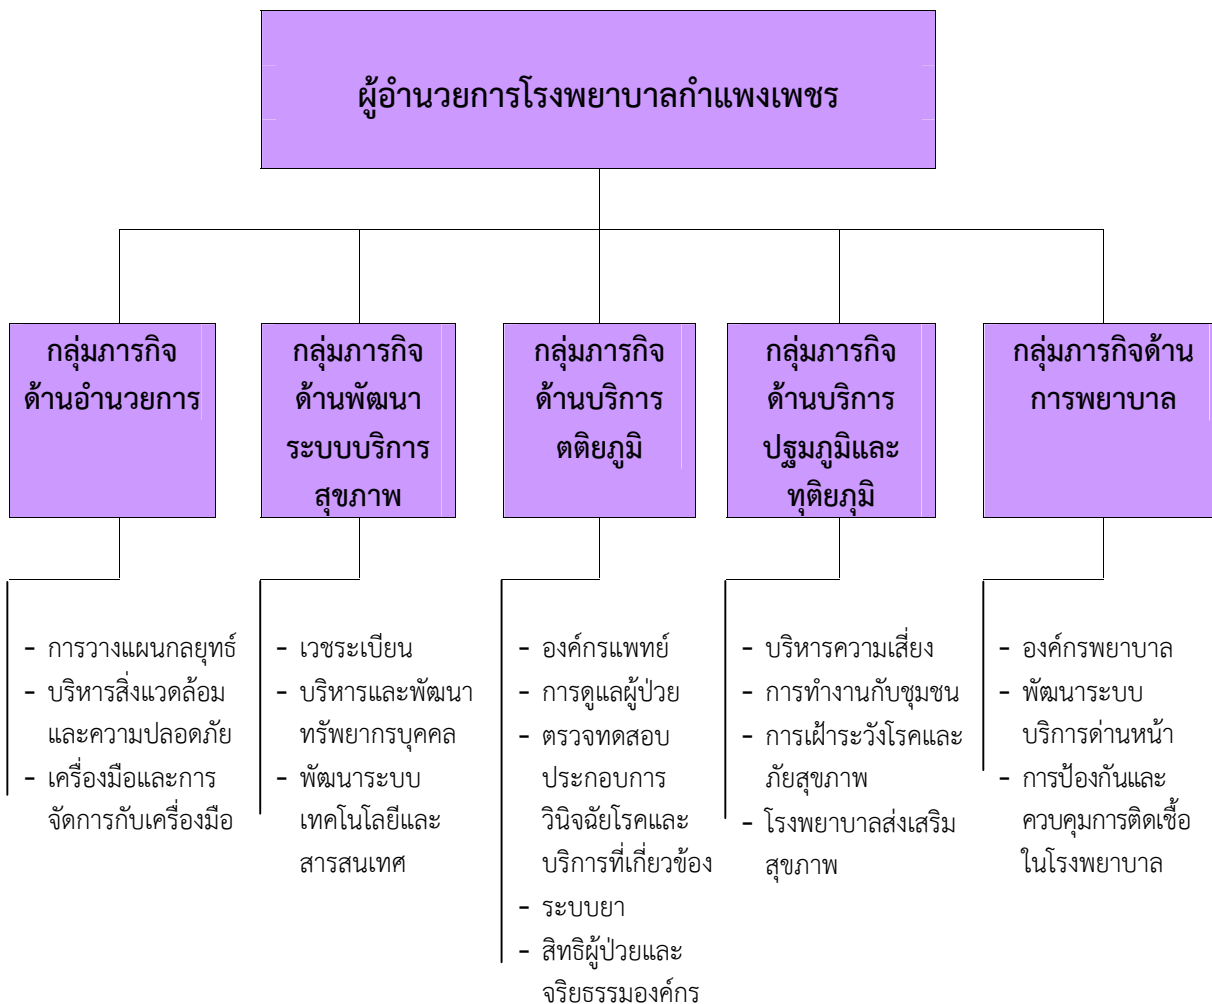 ผู้อำนวยการโรงพยาบาลกำแพงเพชร
กลุ่มภารกิจ
ด้านอำนวยการ
กลุ่มภารกิจ
ด้านพัฒนา
ระบบบริการ
สุขภาพ
กลุ่มภารกิจ
ด้านบริการ
ตติยภูมิ
กลุ่มภารกิจ
ด้านบริการ
ปฐมภูมิและ
ทุติยภูมิ
กลุ่มภารกิจด้าน
การพยาบาล
- การวางแผนกลยุทธ์
- บริหารสิ่งแวดล้อม
และความปลอดภัย
- เครื่องมือและการ
จัดการกับเครื่องมือ
- เวชระเบียน
- บริหารและพัฒนา
ทรัพยากรบุคคล
- พัฒนาระบบ
เทคโนโลยีและ
สารสนเทศ
- องค์กรแพทย์
- การดูแลผู้ป่วย
- ตรวจทดสอบ
ประกอบการ
วินิจฉัยโรคและ
บริการที่เกี่ยวข้อง
- ระบบยา
- สิทธิผู้ป่วยและ
จริยธรรมองค์กร
- บริหารความเสี่ยง
- การทำงานกับชุมชน
- การเฝ้าระวังโรคและ
ภัยสุขภาพ
- โรงพยาบาลส่งเสริม
สุขภาพ
- องค์กรพยาบาล
- พัฒนาระบบ
บริการด่านหน้า
- การป้องกันและ
ควบคุมการติดเชื้อ
ในโรงพยาบาล